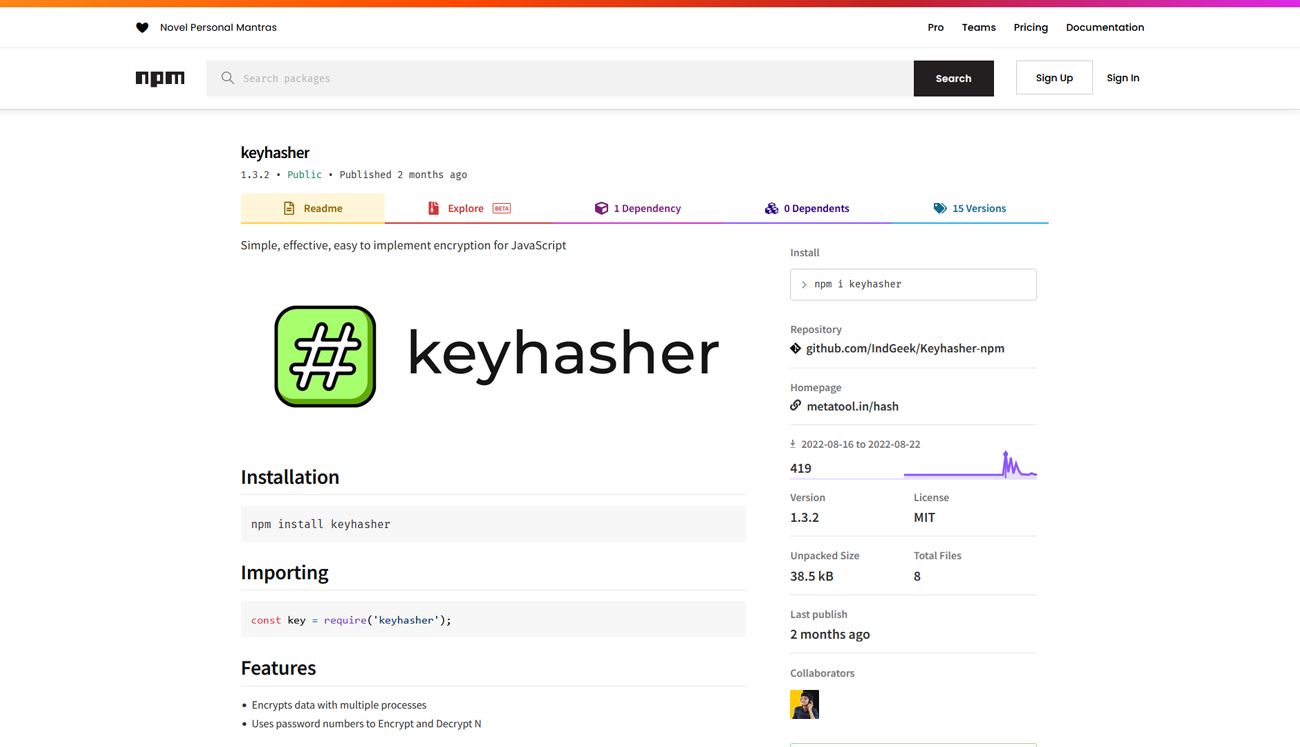 Novel Personal Mantras
Pro Teams Pricing Documentation
npm
Search packages
Search
Sign Up
Sign In
keyhasher
1.3.2 • Public • Published 2 months ago
Readme
Explore BETA
1 Dependency
0 Dependents
15 Versions
Simple, effective, easy to implement encryption for JavaScript
#
keyhasher
Installation
npm install keyhasher
Importing
const key = require('keyhasher');
Features
• Encrypts data with multiple processes
• Uses password numbers to Encrypt and Decrypt N
Install
npm i keyhasher
Repository
github.com/IndGeek/Keyhasher-npm
Homepage
metatool.in/hash
2022-08-16 to 2022-08-22
419
Version License
1.3.2 MIT
Unpacked Size Total Files
38.5 kB 8
Last publish
2 months ago
Collaborators